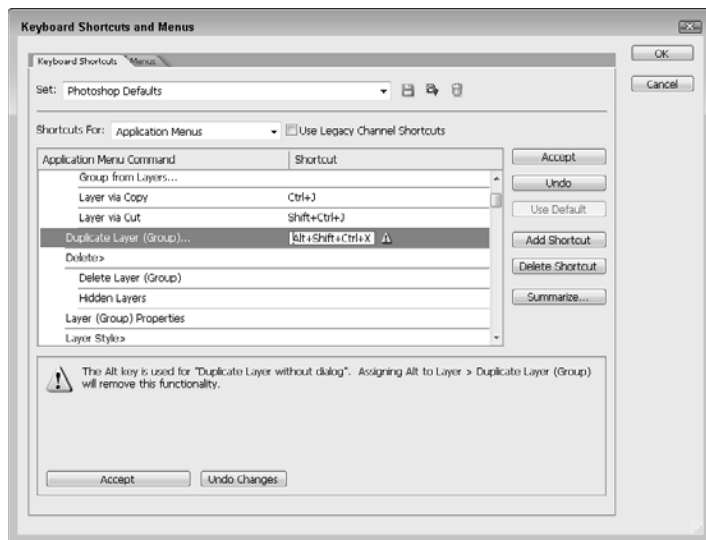 Keyboard Shortcuts and Menus
OK
Cancel
Keyboard Shortcuts Menus
Set: Photoshop Defaults
Shortcuts For: Application Menus Use Legacy Channel Shortcuts
Application Menu Command Shortcut
Group from Layers...
Layer via Copy Ctrl+J
Layer via Cut Shift+Ctrl+J
Duplicate Layer (Group)... Alt+Shift+Ctrl+X
Delete>
Delete Layer (Group)
Hidden Layers
Layer (Group) Properties
Layer Style>
Accept
Undo
Use Default
Add Shortcut
Delete Shortcut
Summarize...
The Alt key is used for "Duplicate Layer without dialog". Assigning Alt to Layer > Duplicate Layer (Group)
will remove this functionality.
Accept Undo Changes